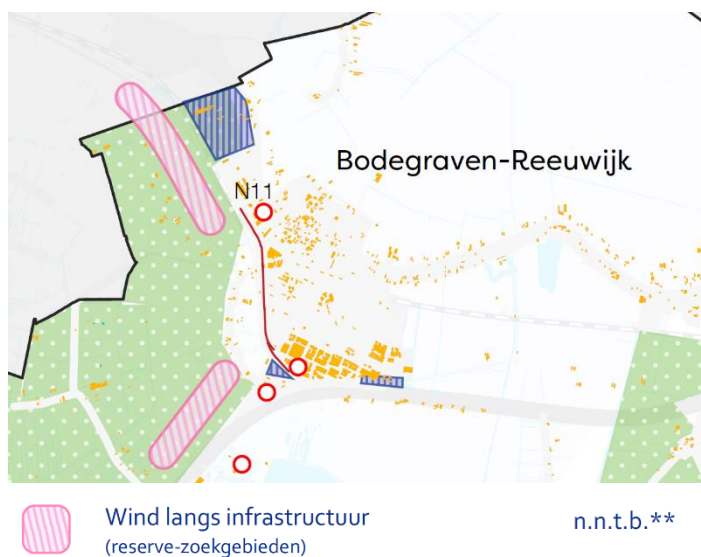 Bodegraven-Reeuwijk
N11
Wind langs infrastructuur n.n.t.b.**
(reserve-zoekgebieden)